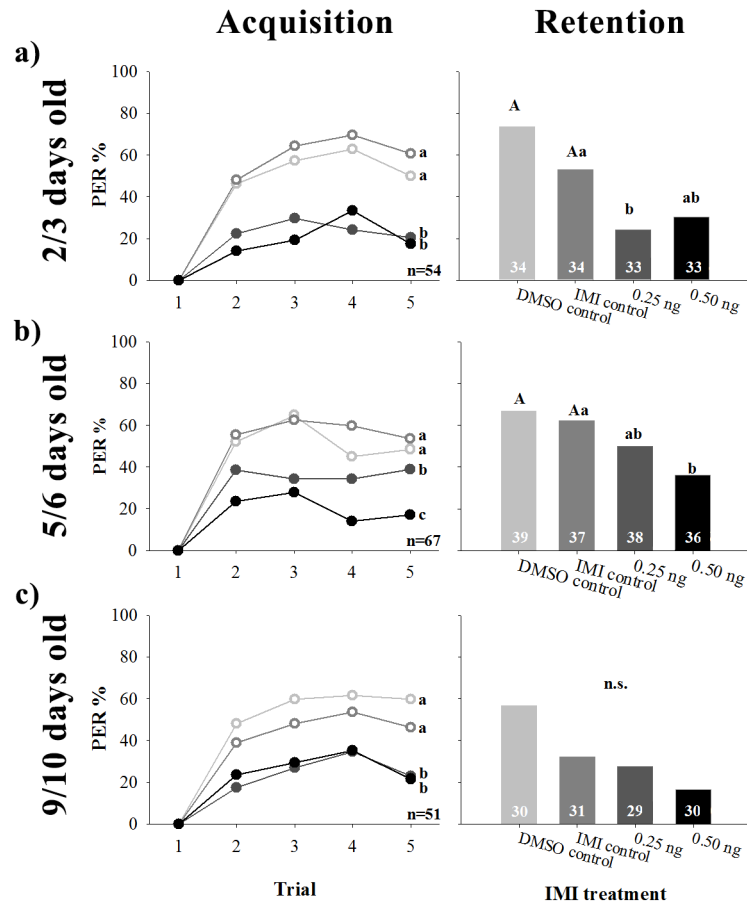 Acquisition Retention
a)
2/3 days old
PER %
100
80
60
40
20
0
1 2 3 4 5
a
a
b
b
n=54
A
Aa
b
ab
34 34 33 33
DMSO control
IMI control
0.25 ng
0.50 ng
b)
5/6 days old
PER %
100
80
60
40
20
0
1 2 3 4 5
a
a
b
c
n=67
A
Aa
ab
b
39 37 38 36
DMSO control
IMI control
0.25 ng
0.50 ng
c)
9/10 days old
PER %
100
80
60
40
20
0
1 2 3 4 5
a
a
b
b
n=51
n.s.
30 31 29 30
DMSO control
IMI control
0.25 ng
0.50 ng
Trial IMI treatment